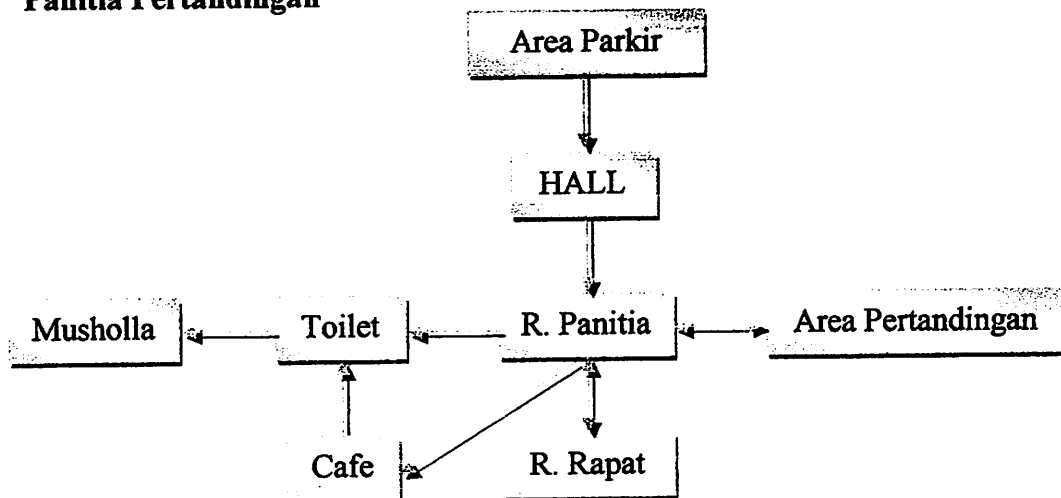 Panitia Pertandingan
Area Parkir
HALL
Musholla
Toilet
R. Panitia
Area Pertandingan
Cafe
R. Rapat